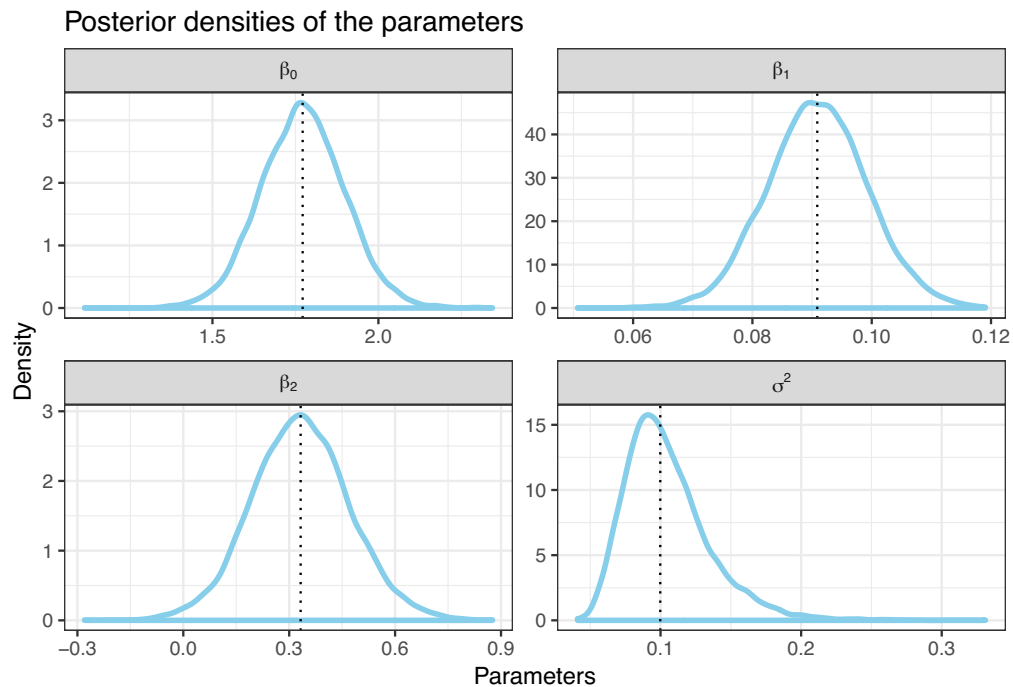 Posterior densities of the parameters
β₀
β₁
3
2
1
0
40
30
20
10
0
1.5 2.0
0.06 0.08 0.10 0.12
Density
β₂
σ²
3
2
1
0
15
10
5
0
−0.3 0.0 0.3 0.6 0.9
0.1 0.2 0.3
Parameters